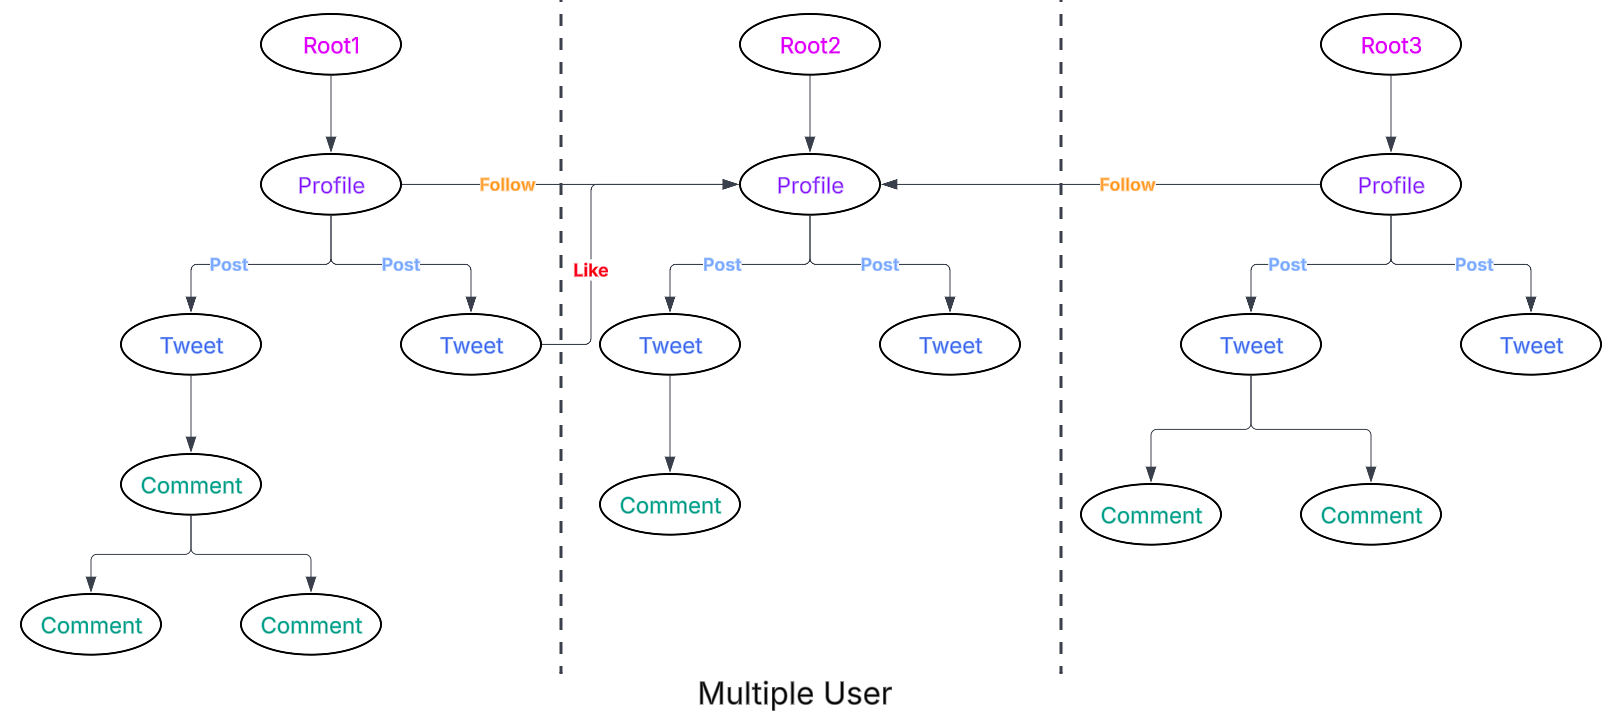 Root1
Root2
Root3
Profile
Follow
Profile
Follow
Profile
Post
Post
Like
Post
Post
Post
Post
Tweet
Tweet
Tweet
Tweet
Tweet
Tweet
Comment
Comment
Comment
Comment
Comment
Comment
Multiple User